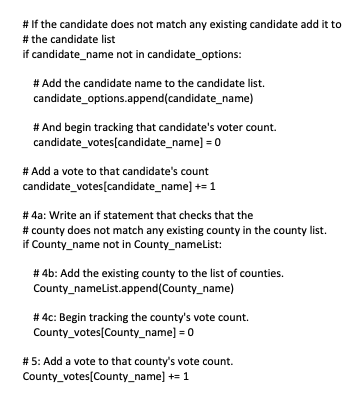 # If the candidate does not match any existing candidate add it to
# the candidate list
if candidate_name not in candidate_options:
# Add the candidate name to the candidate list.
candidate_options.append(candidate_name)
# And begin tracking that candidate's voter count.
candidate_votes[candidate_name] = 0
# Add a vote to that candidate's count
candidate_votes[candidate_name] += 1
# 4a: Write an if statement that checks that the
# county does not match any existing county in the county list.
if County_name not in County_nameList:
# 4b: Add the existing county to the list of counties.
County_nameList.append(County_name)
# 4c: Begin tracking the county's vote count.
County_votes[County_name] = 0
# 5: Add a vote to that county's vote count.
County_votes[County_name] += 1